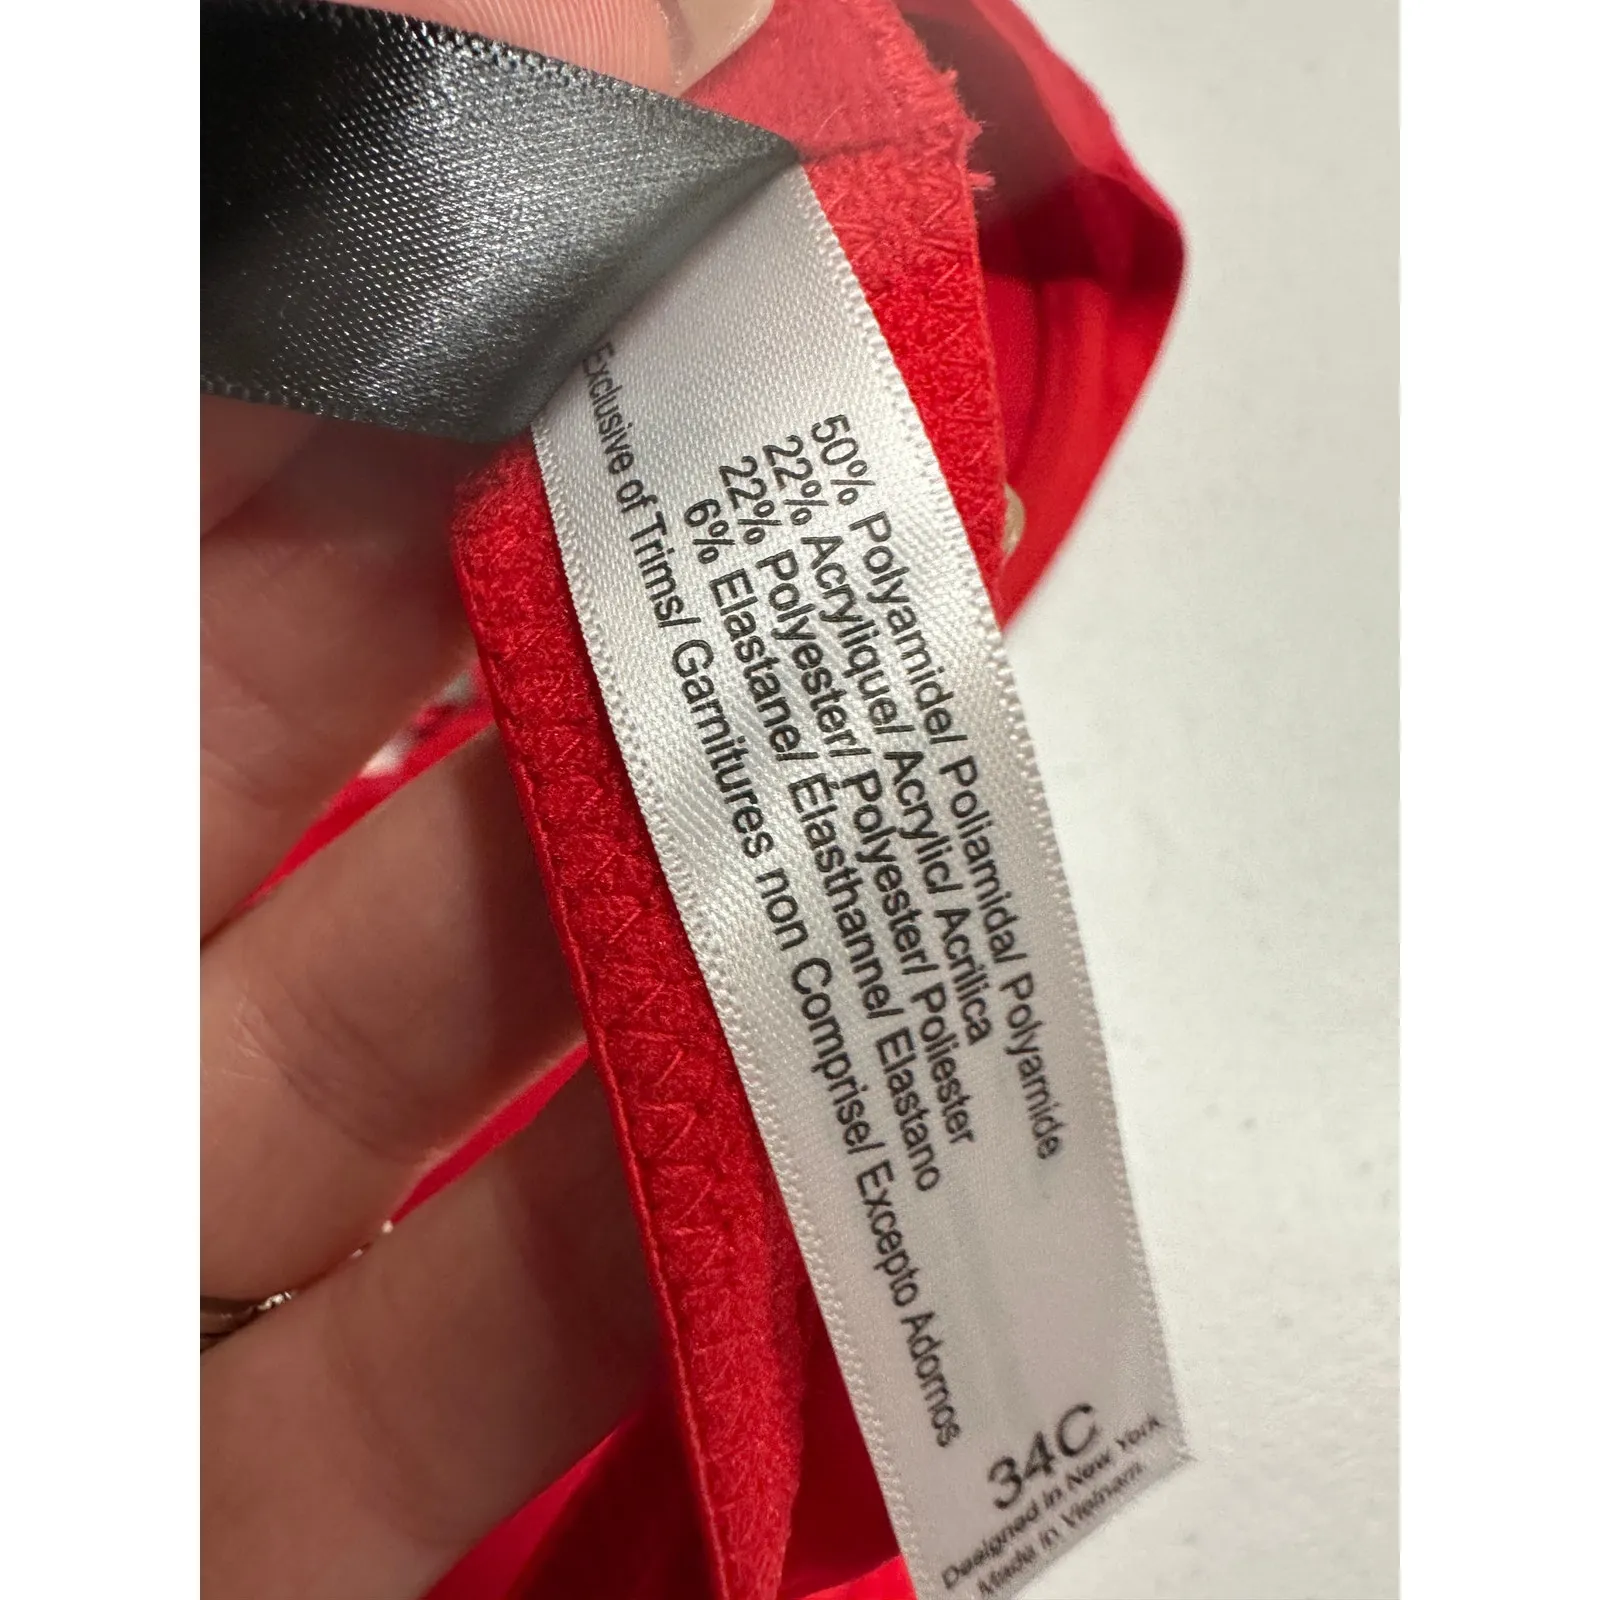 50% Polyamide/ Poliamida/ Polyamide
22% Acrylique/ Acrylic/ Acrilica
22% Polyester/ Polyester/ Poliester
6% Elastane/ Elasthanne/ Elastano
Exclusive of Trims/ Garnitures non Comprise/ Excepto Adornos
34C
Designed in New York
Made in Vietnam